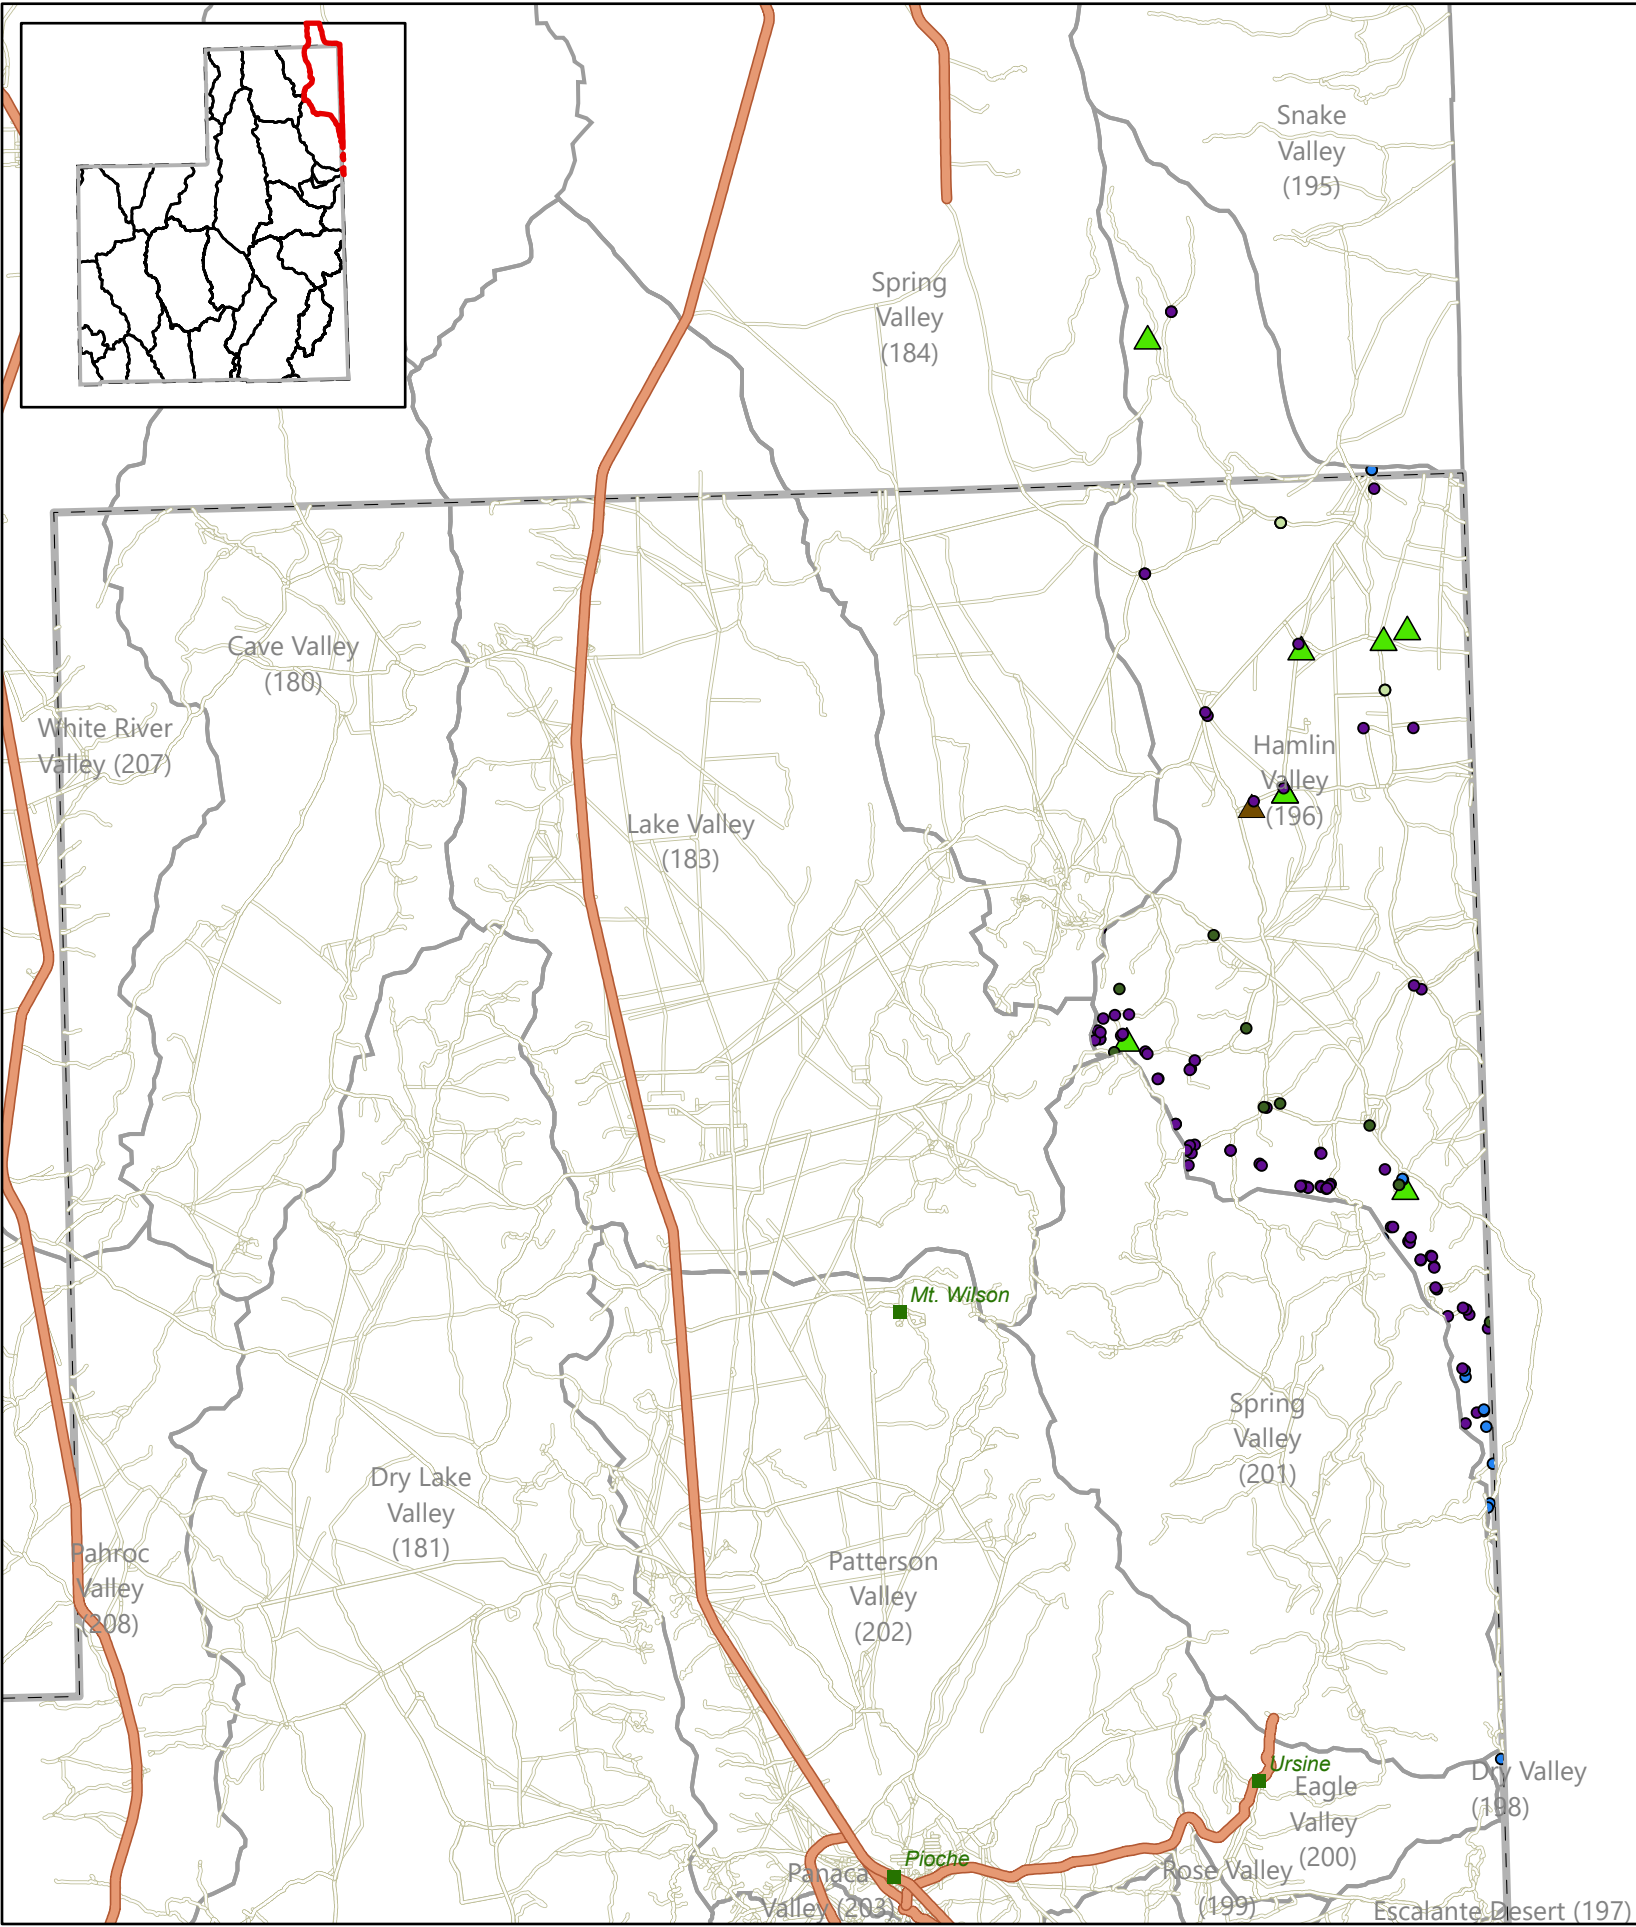 Snake
Valley
(195)
Spring
Valley
(184)
Cave Valley
(180)
White River
Valley (207)
Hamlin
Valley
(196)
Lake Valley
(183)
Mt. Wilson
Spring
Valley
(201)
Dry Lake
Valley
(181)
Pahroc
Valley
(208)
Patterson
Valley
(202)
Ursine
Eagle
Valley
(200)
Dry Valley
(198)
Pioche
Panaca
Valley (203)
Rose Valley
(199)
Escalante Desert (197)